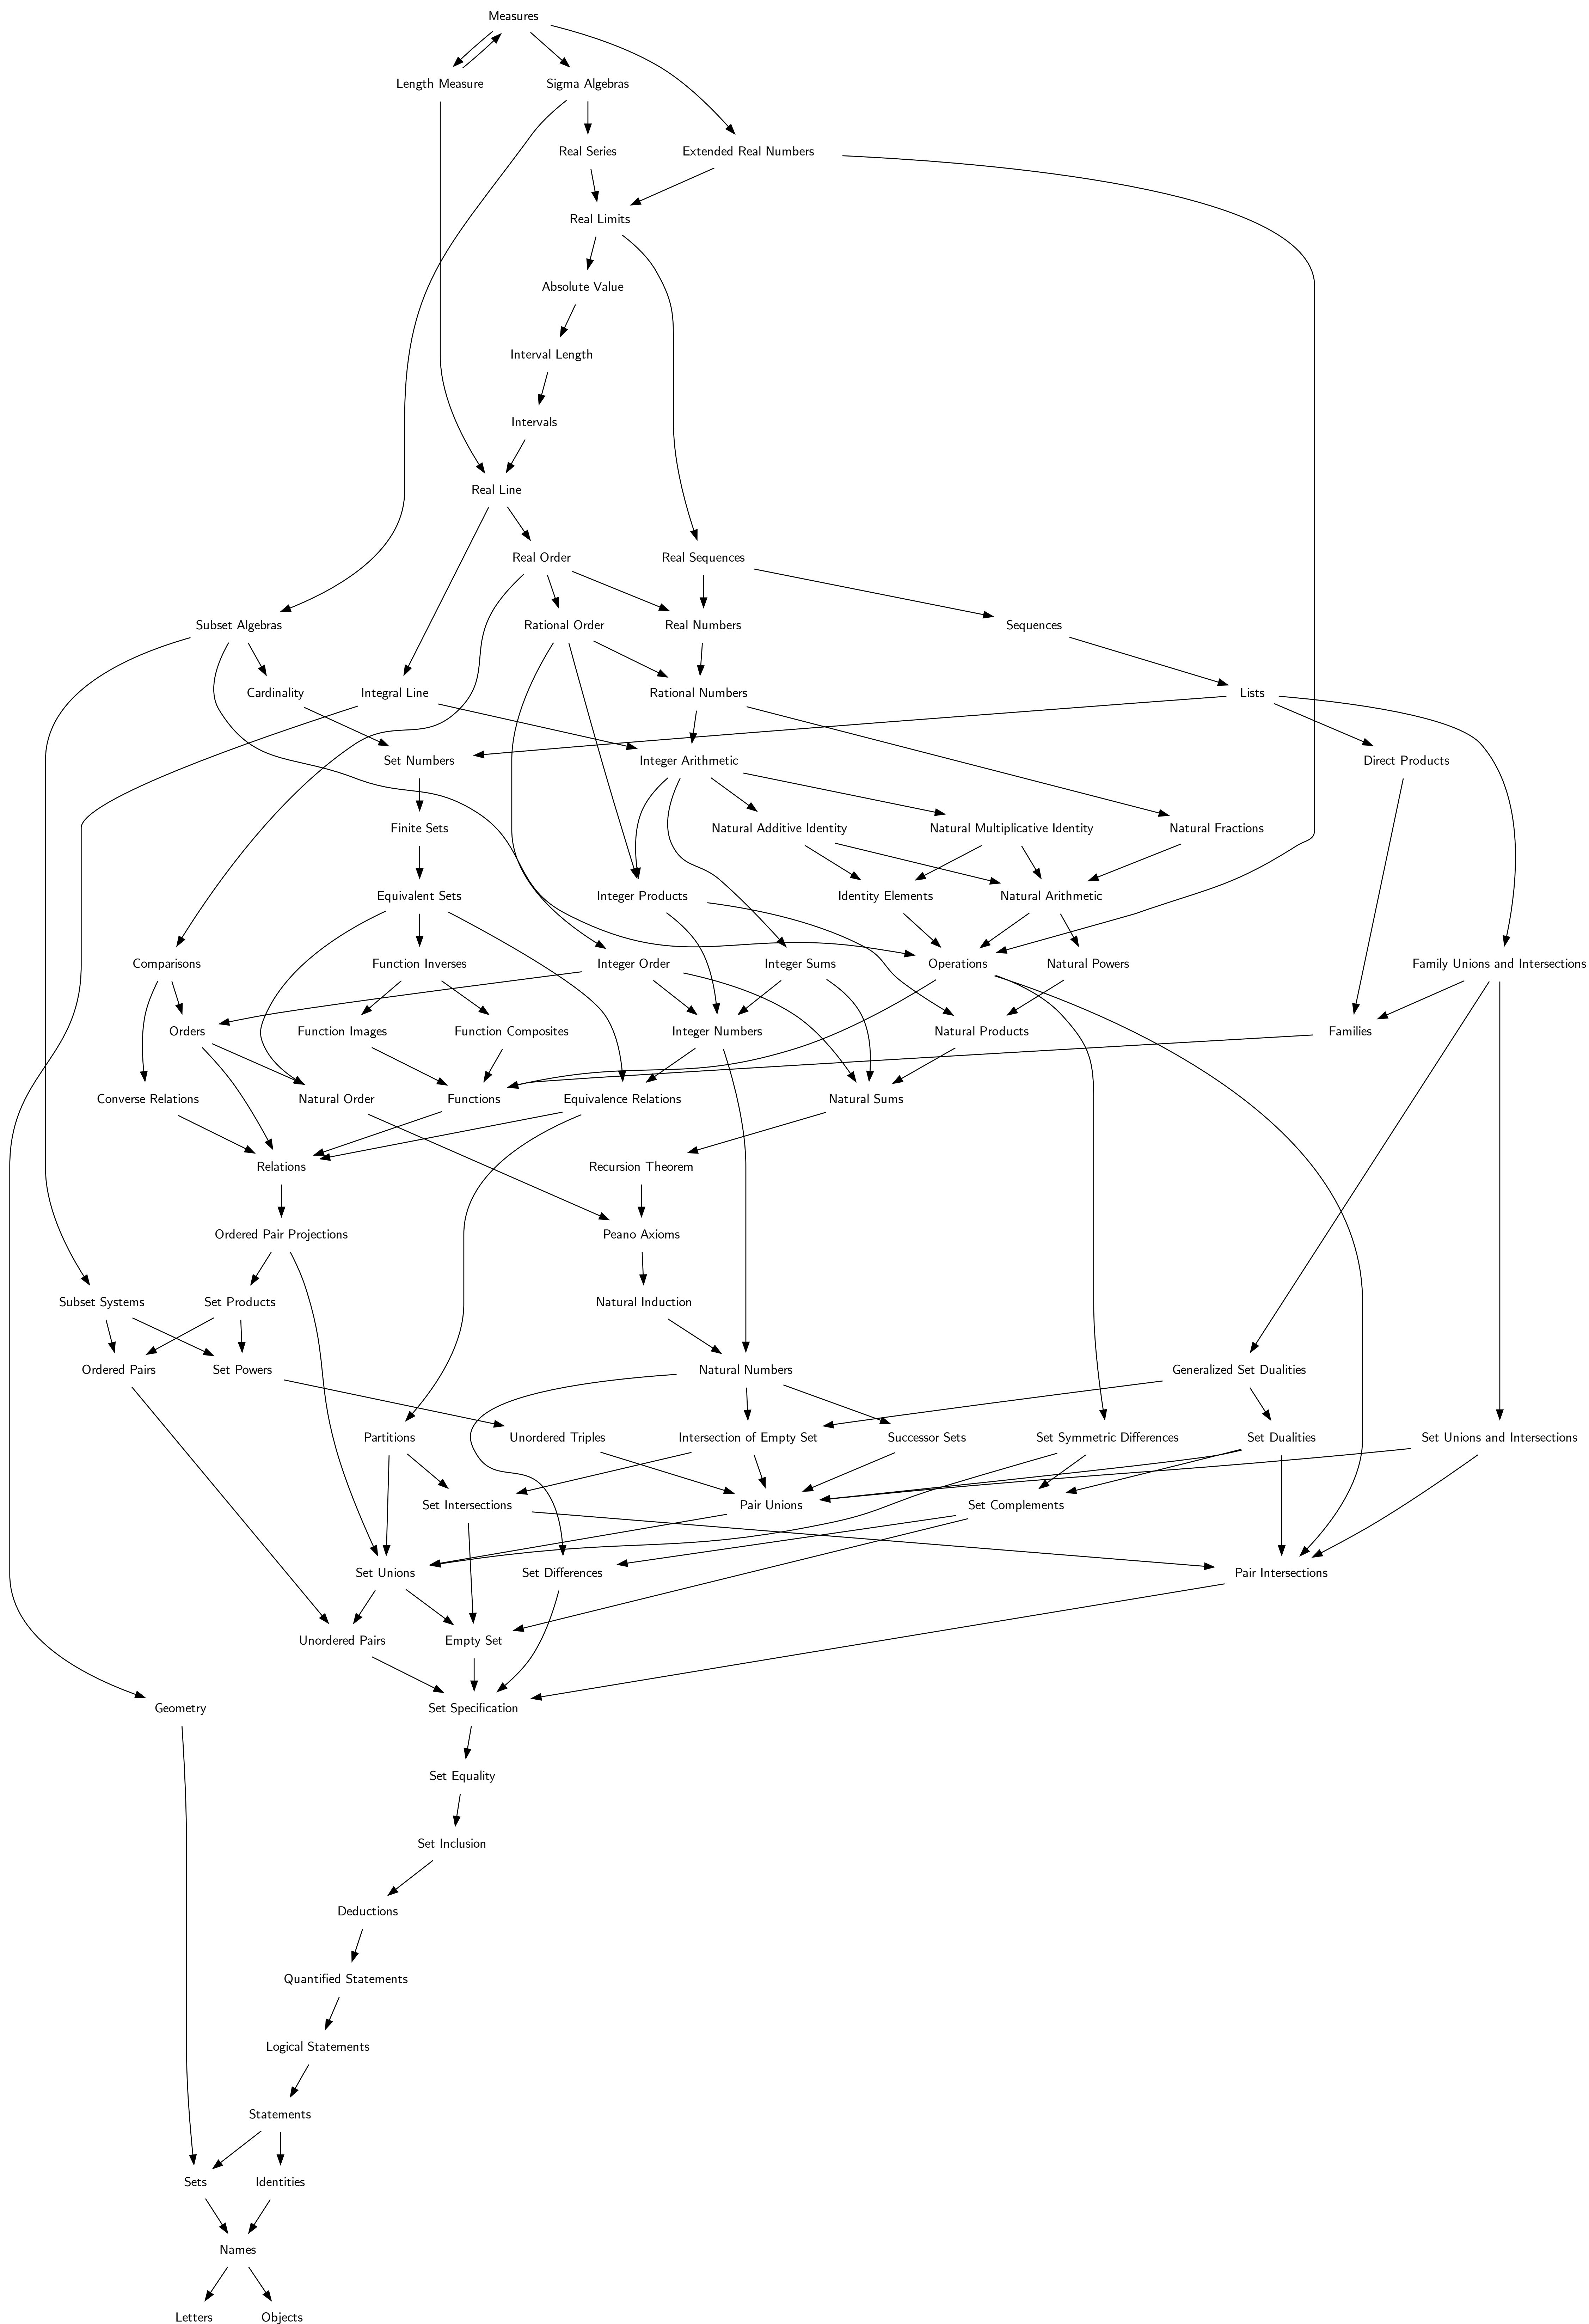 Measures
Length Measure
Sigma Algebras
Real Series
Extended Real Numbers
Real Limits
Absolute Value
Interval Length
Intervals
Real Line
Real Order
Real Sequences
Subset Algebras
Rational Order
Real Numbers
Sequences
Cardinality
Integral Line
Rational Numbers
Lists
Set Numbers
Integer Arithmetic
Direct Products
Finite Sets
Natural Additive Identity
Natural Multiplicative Identity
Natural Fractions
Equivalent Sets
Integer Products
Identity Elements
Natural Arithmetic
Comparisons
Function Inverses
Integer Order
Integer Sums
Operations
Natural Powers
Family Unions and Intersections
Orders
Function Images
Function Composites
Integer Numbers
Natural Products
Families
Converse Relations
Natural Order
Functions
Equivalence Relations
Natural Sums
Relations
Recursion Theorem
Ordered Pair Projections
Peano Axioms
Subset Systems
Set Products
Natural Induction
Ordered Pairs
Set Powers
Natural Numbers
Generalized Set Dualities
Partitions
Unordered Triples
Intersection of Empty Set
Successor Sets
Set Symmetric Differences
Set Dualities
Set Unions and Intersections
Set Intersections
Pair Unions
Set Complements
Set Unions
Set Differences
Pair Intersections
Unordered Pairs
Empty Set
Geometry
Set Specification
Set Equality
Set Inclusion
Deductions
Quantified Statements
Logical Statements
Statements
Sets
Identities
Names
Letters
Objects